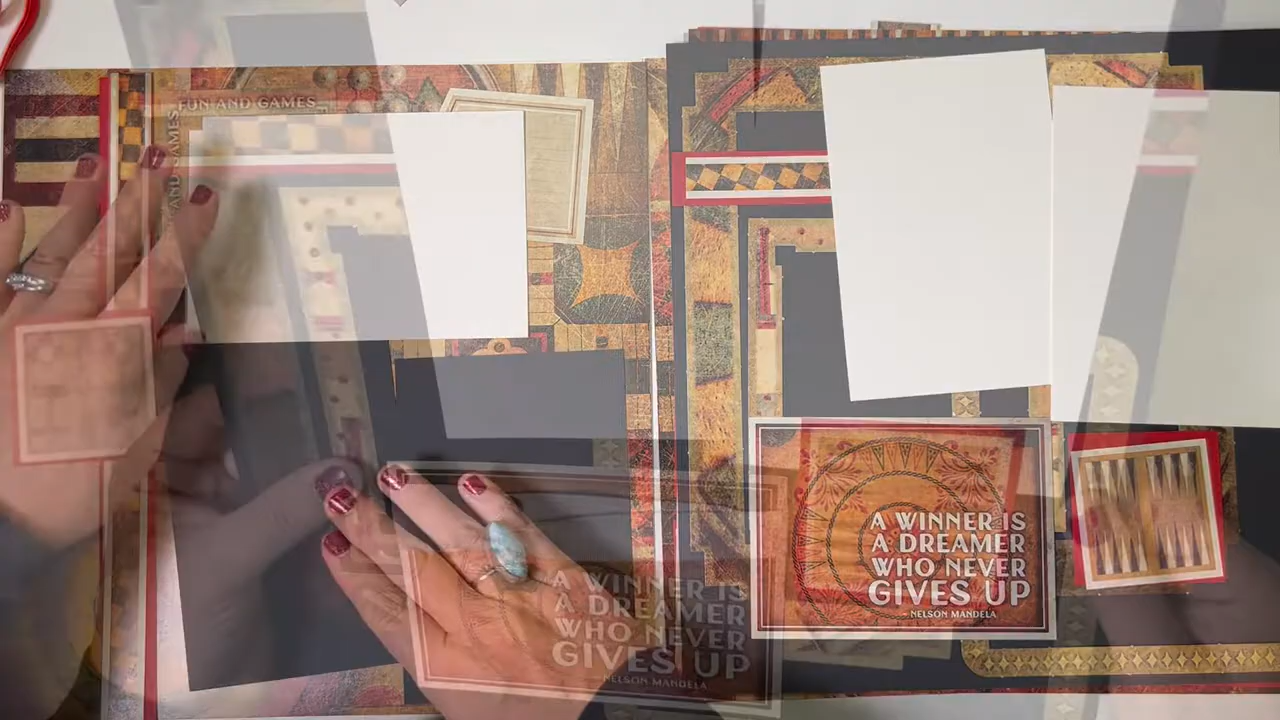 FUN AND GAMES
AND GAMES
A WINNER IS
A DREAMER
WHO NEVER
GIVES UP
- NELSON MANDELA
A WINNER IS
A DREAMER
WHO NEVER
GIVES UP
- NELSON MANDELA